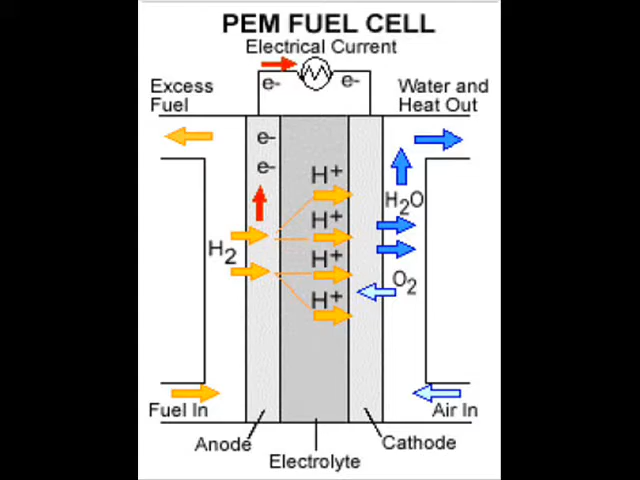 PEM FUEL CELL
Electrical Current
e- e-
Excess
Fuel
Water and
Heat Out
e-
e-
H+
H2O
H+
H2
H+
O2
H+
Fuel In
Air In
Anode
Cathode
Electrolyte